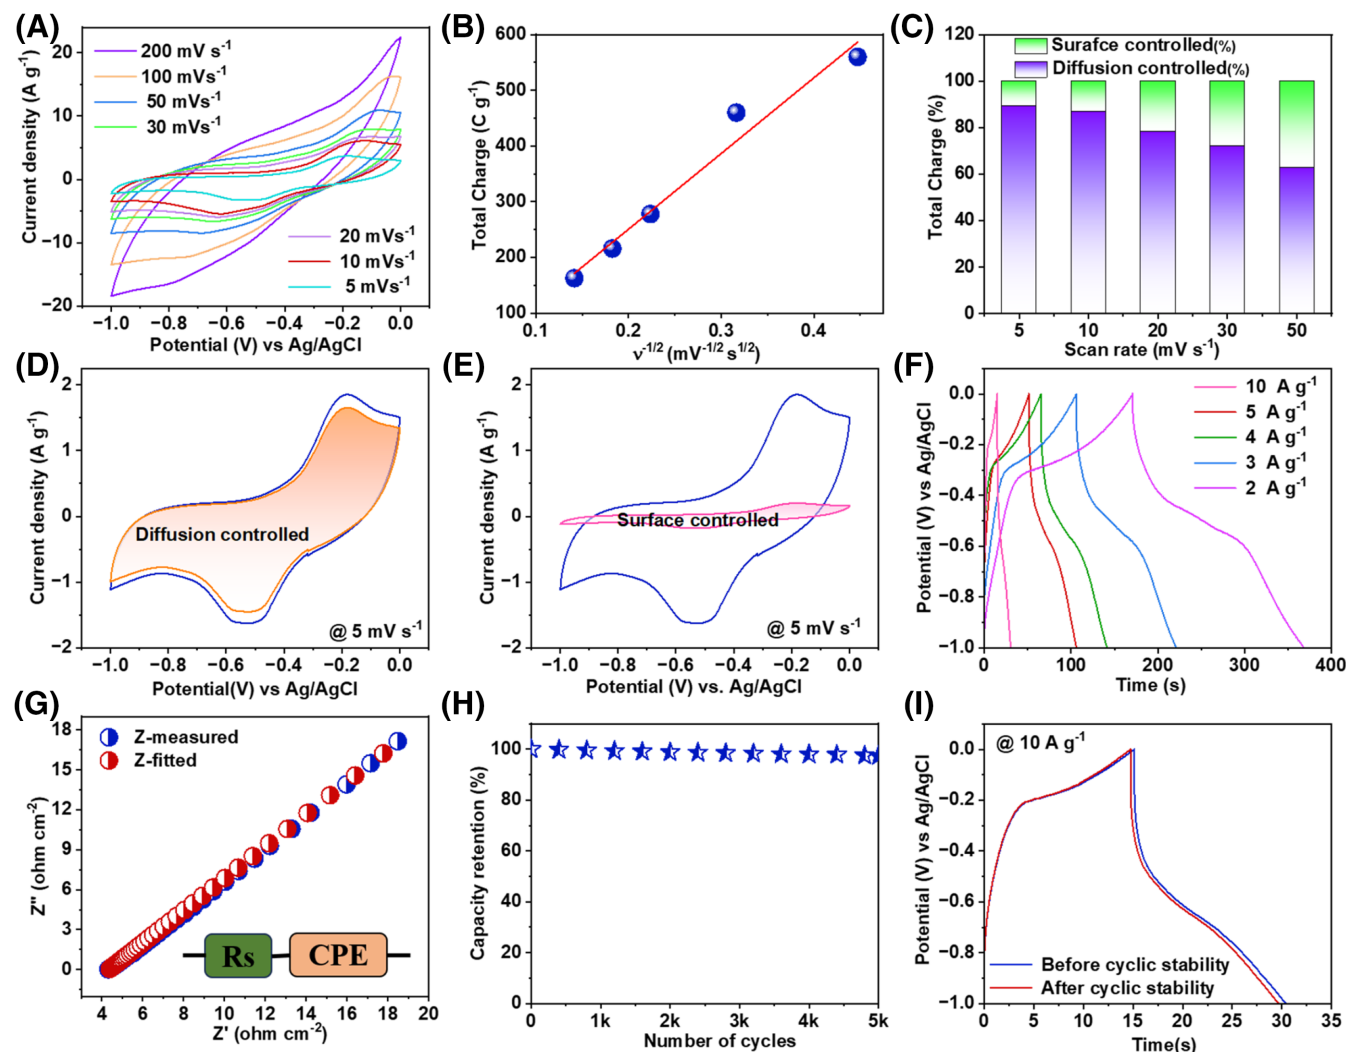 (A)
Current density (A g⁻¹)
20
10
0
−10
−20
200 mV s⁻¹
100 mVs⁻¹
50 mVs⁻¹
30 mVs⁻¹
20 mVs⁻¹
10 mVs⁻¹
5 mVs⁻¹
−1.0 −0.8 −0.6 −0.4 −0.2 0.0
Potential (V) vs Ag/AgCl
(B)
Total Charge (C g⁻¹)
600
500
400
300
200
100
0.1 0.2 0.3 0.4
ν⁻¹/² (mV⁻¹/² s¹/²)
(C)
Total Charge (%)
120
100
80
60
40
20
0
Surafce controlled(%)
Diffusion controlled(%)
5 10 20 30 50
Scan rate (mV s⁻¹)
(D)
Current density (A g⁻¹)
2
1
0
−1
−2
Diffusion controlled
@ 5 mV s⁻¹
−1.0 −0.8 −0.6 −0.4 −0.2 0.0
Potential(V) vs Ag/AgCl
(E)
Current density (A g⁻¹)
2
1
0
−1
−2
Surface controlled
@ 5 mV s⁻¹
−1.0 −0.8 −0.6 −0.4 −0.2 0.0
Potential (V) vs. Ag/AgCl
(F)
Potential (V) vs Ag/AgCl
0.0
−0.2
−0.4
−0.6
−0.8
−1.0
10 A g⁻¹
5 A g⁻¹
4 A g⁻¹
3 A g⁻¹
2 A g⁻¹
0 100 200 300 400
Time (s)
(G)
Z'' (ohm cm⁻²)
18
15
12
9
6
3
0
Z-measured
Z-fitted
Rs CPE
4 6 8 10 12 14 16 18 20
Z' (ohm cm⁻²)
(H)
Capacity retention (%)
100
80
60
40
20
0
0 1k 2k 3k 4k 5k
Number of cycles
(I)
Potential (V) vs Ag/AgCl
0.0
−0.2
−0.4
−0.6
−0.8
−1.0
@ 10 A g⁻¹
Before cyclic stability
After cyclic stability
0 5 10 15 20 25 30 35
Time(s)